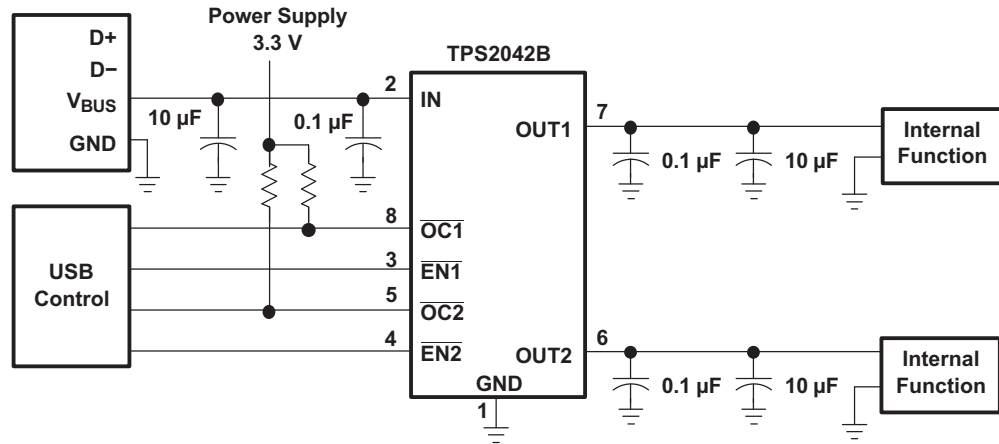 Power Supply
3.3 V
TPS2042B
D+
D−
VBUS
GND
10 µF
0.1 µF
2
IN
8
OC1
3
EN1
5
OC2
4
EN2
USB
Control
OUT1
7
0.1 µF
10 µF
Internal
Function
OUT2
6
0.1 µF
10 µF
Internal
Function
GND
1